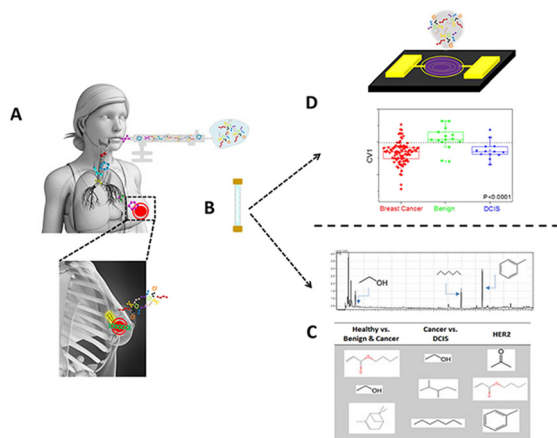 A
B
D
CV1
Breast Cancer
Benign
DCIS
P<0.0001
OH
C
Healthy vs.
Benign & Cancer
Cancer vs.
DCIS
HER2
O
OH
O
O
OH
O
O